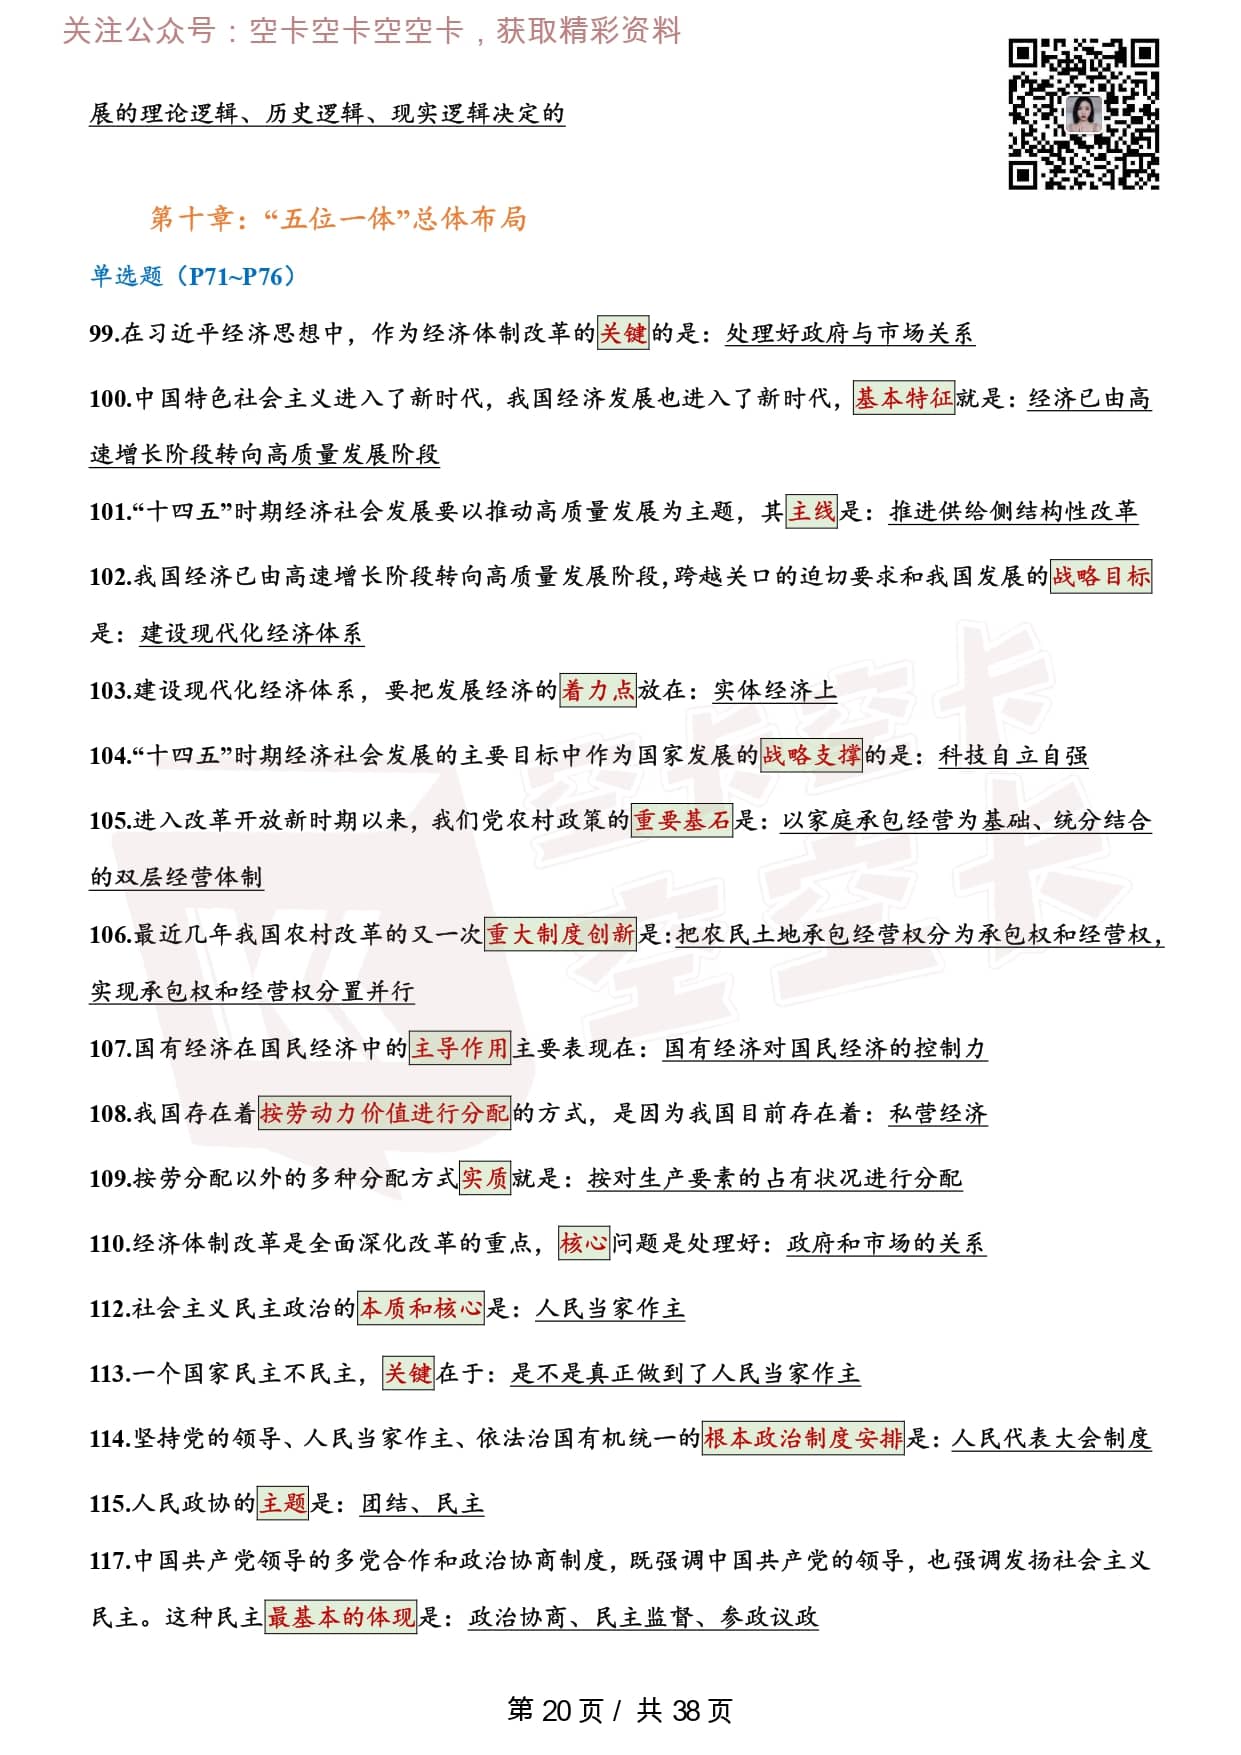 关注公众号：空卡空卡空空卡，获取精彩资料
展的理论逻辑、历史逻辑、现实逻辑决定的
第十章：“五位一体”总体布局
单选题（P71~P76）
99.在习近平经济思想中，作为经济体制改革的关键的是：处理好政府与市场关系
100.中国特色社会主义进入了新时代，我国经济发展也进入了新时代，基本特征就是：经济已由高
速增长阶段转向高质量发展阶段
101.“十四五”时期经济社会发展要以推动高质量发展为主题，其主线是：推进供给侧结构性改革
102.我国经济已由高速增长阶段转向高质量发展阶段，跨越关口的迫切要求和我国发展的战略目标
是：建设现代化经济体系
103.建设现代化经济体系，要把发展经济的着力点放在：实体经济上
104.“十四五”时期经济社会发展的主要目标中作为国家发展的战略支撑的是：科技自立自强
105.进入改革开放新时期以来，我们党农村政策的重要基石是：以家庭承包经营为基础、统分结合
的双层经营体制
106.最近几年我国农村改革的又一次重大制度创新是：把农民土地承包经营权分为承包权和经营权，
实现承包权和经营权分置并行
107.国有经济在国民经济中的主导作用主要表现在：国有经济对国民经济的控制力
108.我国存在着按劳动力价值进行分配的方式，是因为我国目前存在着：私营经济
109.按劳分配以外的多种分配方式实质就是：按对生产要素的占有状况进行分配
110.经济体制改革是全面深化改革的重点，核心问题是处理好：政府和市场的关系
112.社会主义民主政治的本质和核心是：人民当家作主
113.一个国家民主不民主，关键在于：是不是真正做到了人民当家作主
114.坚持党的领导、人民当家作主、依法治国有机统一的根本政治制度安排是：人民代表大会制度
115.人民政协的主题是：团结、民主
117.中国共产党领导的多党合作和政治协商制度，既强调中国共产党的领导，也强调发扬社会主义
民主。这种民主最基本的体现是：政治协商、民主监督、参政议政
空卡空卡
空空卡
第 20 页 / 共 38 页